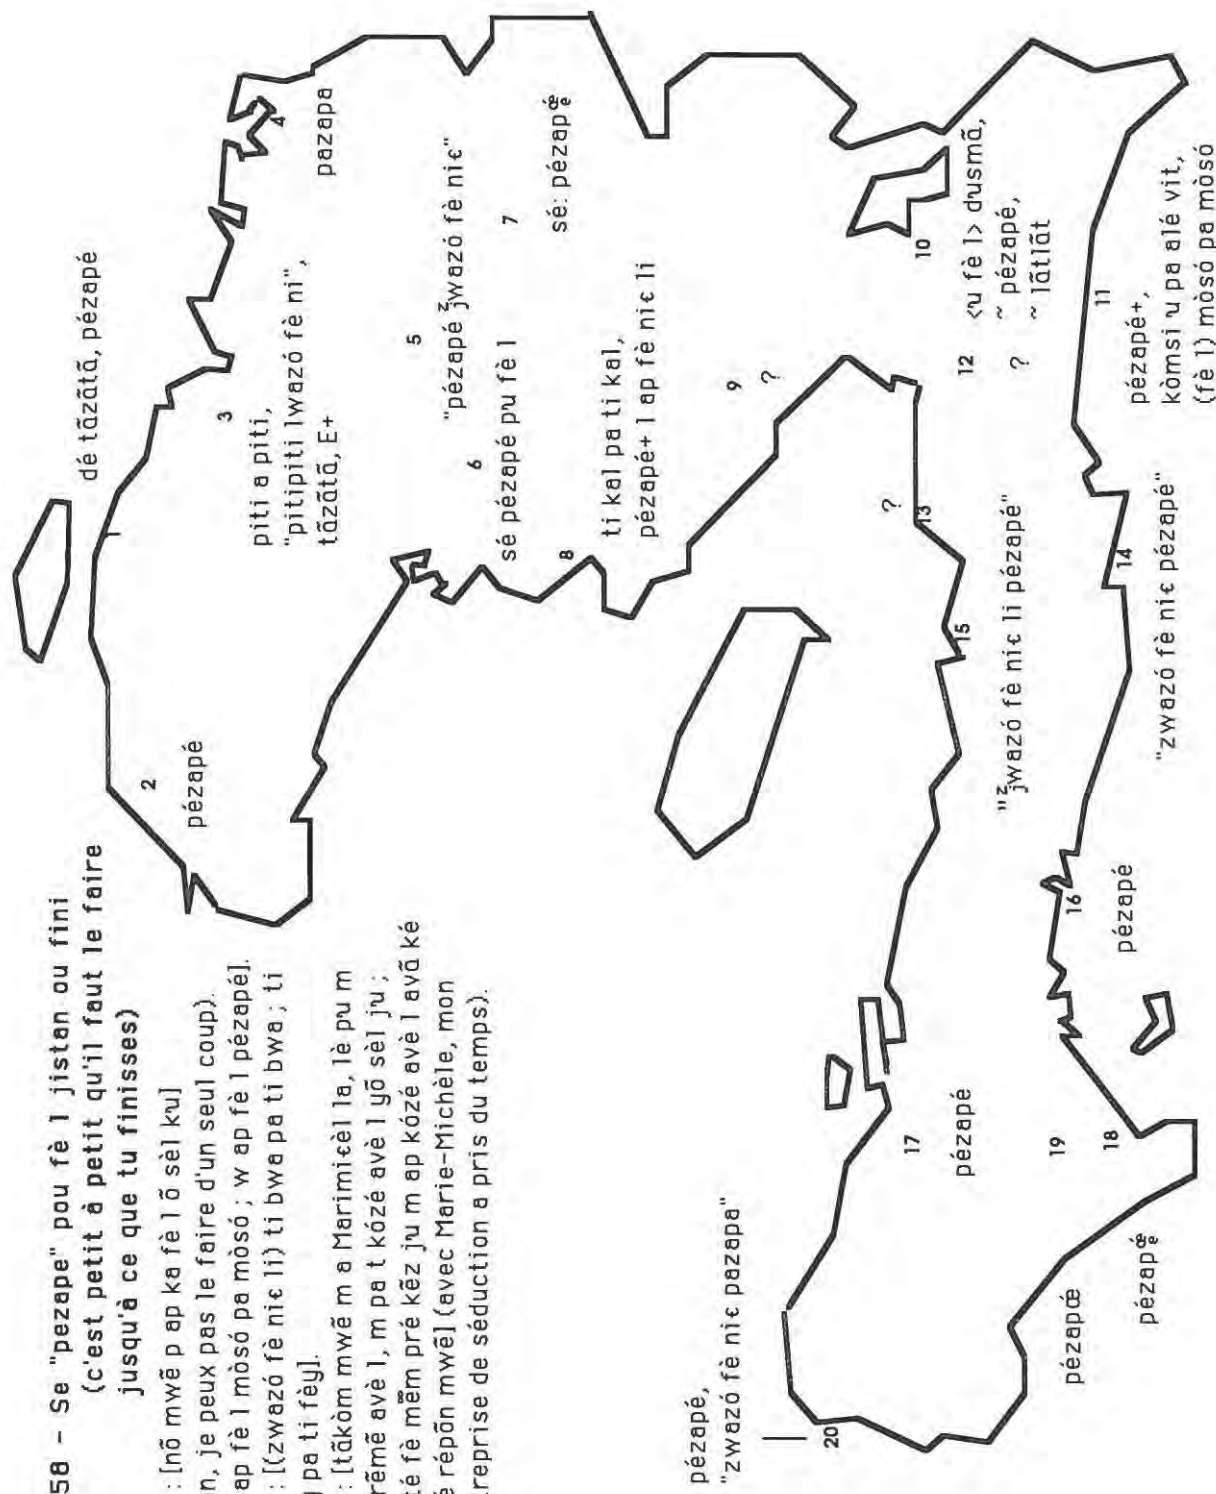 58 - Se "pezape" pou fè l jistan ou fini
(c'est petit à petit qu'il faut le faire
jusqu'à ce que tu finisses)
: [nõ mwẽ p ap ka fè l õ sèl ku]
n, je peux pas le faire d'un seul coup).
ap fè l mòsó pa mòsó ; w ap fè l pézapé].
: [(zwazó fè niɛ li) ti bwa pa ti bwa ; ti
pa ti fèy].
: [tãkòm mwẽ m a Marimiɛèl la, lè pu m
rẽmẽ avè l, m pa t kózé avè l yõ sèl ju ;
té fè mẽm pré kẽz ju m ap kózé avè l avã ké
é répõn mwẽ] (avec Marie-Michèle, mon
reprise de séduction a pris du temps).
dé tãzãtã, pézapé
1
2
pézapé
3
piti a piti,
"pitipiti lwazó fè ni",
tãzãtã, E+
4
pazapa
5
"pézapé zjwazó fè niɛ"
6
sé pézapé pu fè l
7
sé: pézapœ̃e
8
ti kal pa ti kal,
pézapé+ l ap fè niɛ li
9
?
10
<u fè l> dusmã,
~ pézapé,
~ lãtlãt
11
pézapé+,
kòmsi u pa alé vit,
(fè l) mòsó pa mòsó
12
?
13
?
14
"zwazó fè niɛ pézapé"
15
"zjwazó fè niɛ li pézapé"
16
pézapé
17
pézapé
18
pézapœ̃e
19
pézapœ
20
pézapé,
"zwazó fè niɛ pazapa"